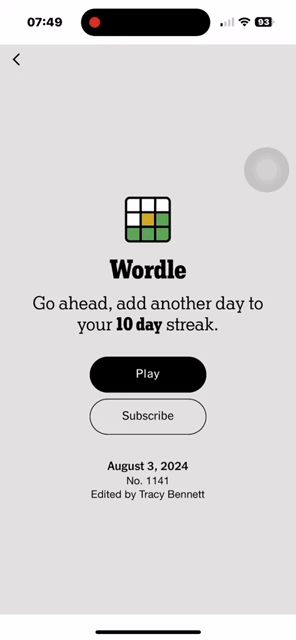 07:49
93
Wordle
Go ahead, add another day to
your 10 day streak.
Play
Subscribe
August 3, 2024
No. 1141
Edited by Tracy Bennett